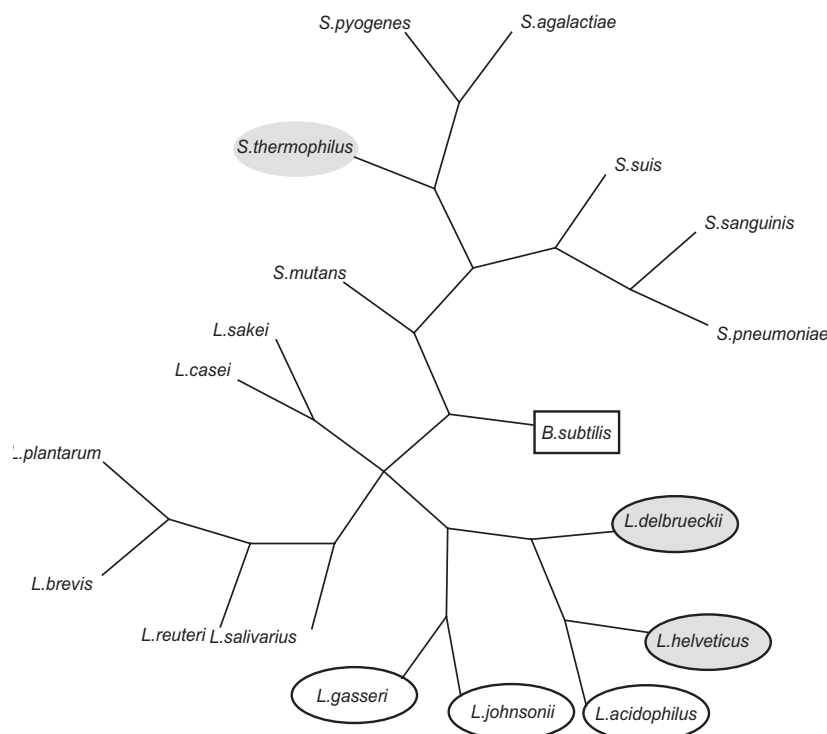 S.pyogenes
S.agalactiae
S.thermophilus
S.suis
S.sanguinis
S.mutans
S.pneumoniae
L.sakei
L.casei
B.subtilis
L.plantarum
L.delbrueckii
L.brevis
L.reuteri
L.salivarius
L.helveticus
L.gasseri
L.johnsonii
L.acidophilus